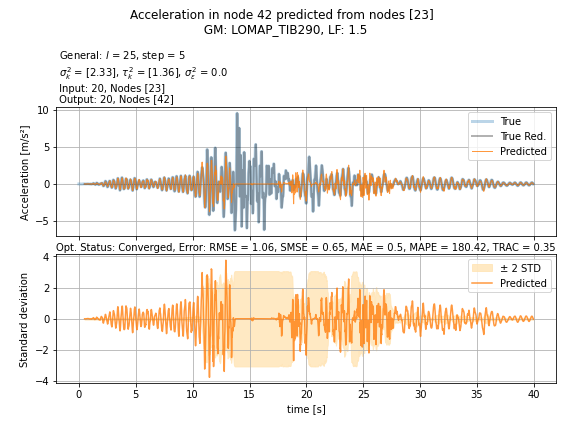 Acceleration in node 42 predicted from nodes [23]
GM: LOMAP_TIB290, LF: 1.5
General: l = 25, step = 5
σ²ₖ = [2.33], τ²ₖ = [1.36], σ²ε = 0.0
Input: 20, Nodes [23]
Output: 20, Nodes [42]
Acceleration [m/s²]
10
5
0
−5
True
True Red.
Predicted
Opt. Status: Converged, Error: RMSE = 1.06, SMSE = 0.65, MAE = 0.5, MAPE = 180.42, TRAC = 0.35
Standard deviation
4
2
0
−2
−4
± 2 STD
Predicted
0 5 10 15 20 25 30 35 40
time [s]